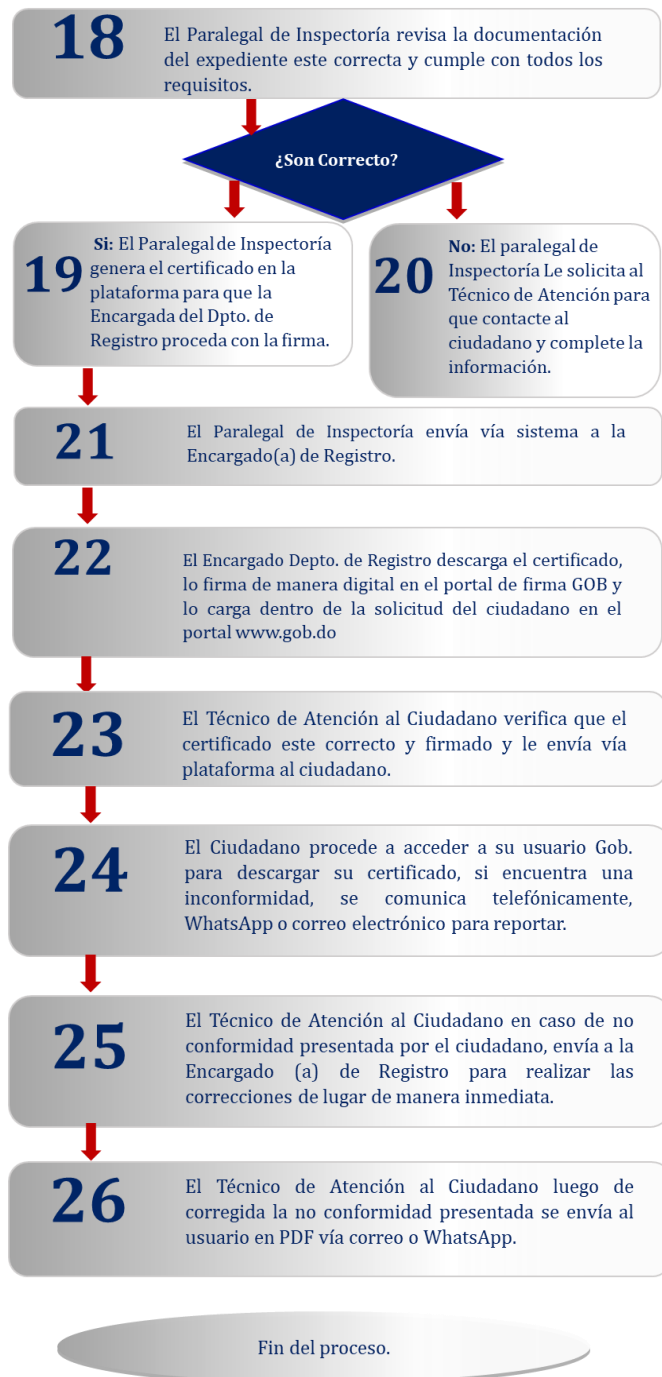 18
El Paralegal de Inspectoría revisa la documentación
del expediente este correcta y cumple con todos los
requisitos.
¿Son Correcto?
19
Si: El Paralegal de Inspectoría
genera el certificado en la
plataforma para que la
Encargada del Dpto. de
Registro proceda con la firma.
20
No: El paralegal de
Inspectoría Le solicita al
Técnico de Atención para
que contacte al
ciudadano y complete la
información.
21
El Paralegal de Inspectoría envía vía sistema a la
Encargado(a) de Registro.
22
El Encargado Depto. de Registro descarga el certificado,
lo firma de manera digital en el portal de firma GOB y
lo carga dentro de la solicitud del ciudadano en el
portal www.gob.do
23
El Técnico de Atención al Ciudadano verifica que el
certificado este correcto y firmado y le envía vía
plataforma al ciudadano.
24
El Ciudadano procede a acceder a su usuario Gob.
para descargar su certificado, si encuentra una
inconformidad, se comunica telefónicamente,
WhatsApp o correo electrónico para reportar.
25
El Técnico de Atención al Ciudadano en caso de no
conformidad presentada por el ciudadano, envía a la
Encargado (a) de Registro para realizar las
correcciones de lugar de manera inmediata.
26
El Técnico de Atención al Ciudadano luego de
corregida la no conformidad presentada se envía al
usuario en PDF vía correo o WhatsApp.
Fin del proceso.